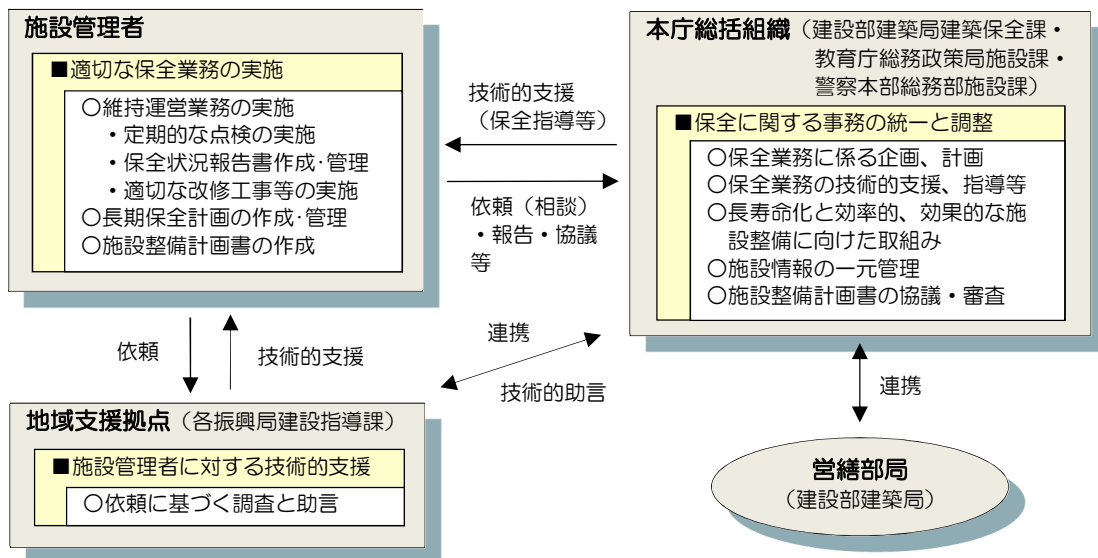 施設管理者
■適切な保全業務の実施
○維持運営業務の実施
・定期的な点検の実施
・保全状況報告書作成・管理
・適切な改修工事等の実施
○長期保全計画の作成・管理
○施設整備計画書の作成
技術的支援
（保全指導等）
依頼（相談）
・報告・協議
等
本庁総括組織（建設部建築局建築保全課・
教育庁総務政策局施設課・
警察本部総務部施設課）
■保全に関する事務の統一と調整
○保全業務に係る企画、計画
○保全業務の技術的支援、指導等
○長寿命化と効率的、効果的な施
設整備に向けた取組み
○施設情報の一元管理
○施設整備計画書の協議・審査
依頼
技術的支援
連携
技術的助言
連携
地域支援拠点（各振興局建設指導課）
■施設管理者に対する技術的支援
○依頼に基づく調査と助言
営繕部局
（建設部建築局）